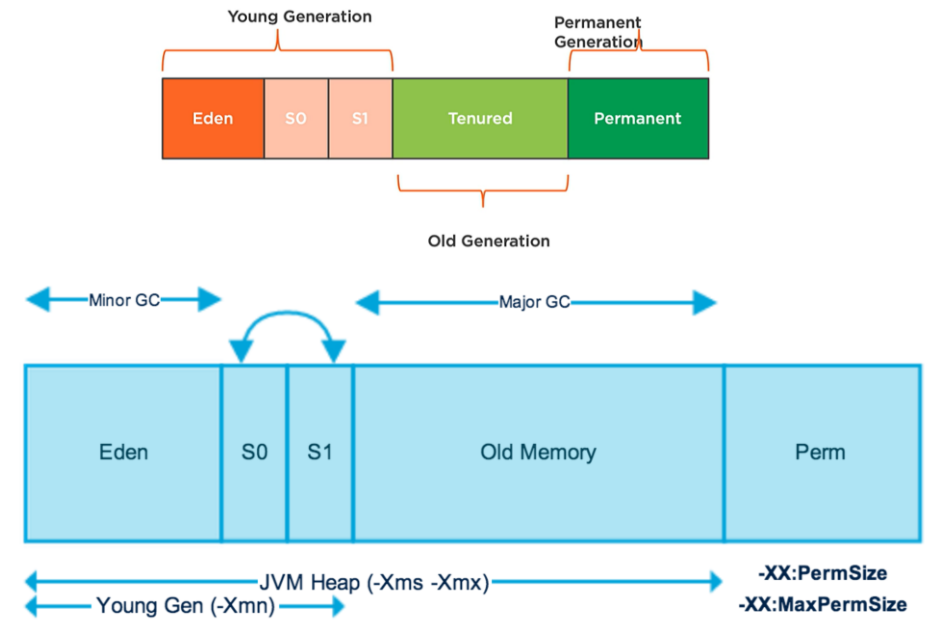 Young Generation
Permanent
Generation
Eden
S0
S1
Tenured
Permanent
Old Generation
Minor GC
Major GC
Eden
S0
S1
Old Memory
Perm
JVM Heap (-Xms -Xmx)
-XX:PermSize
Young Gen (-Xmn)
-XX:MaxPermSize